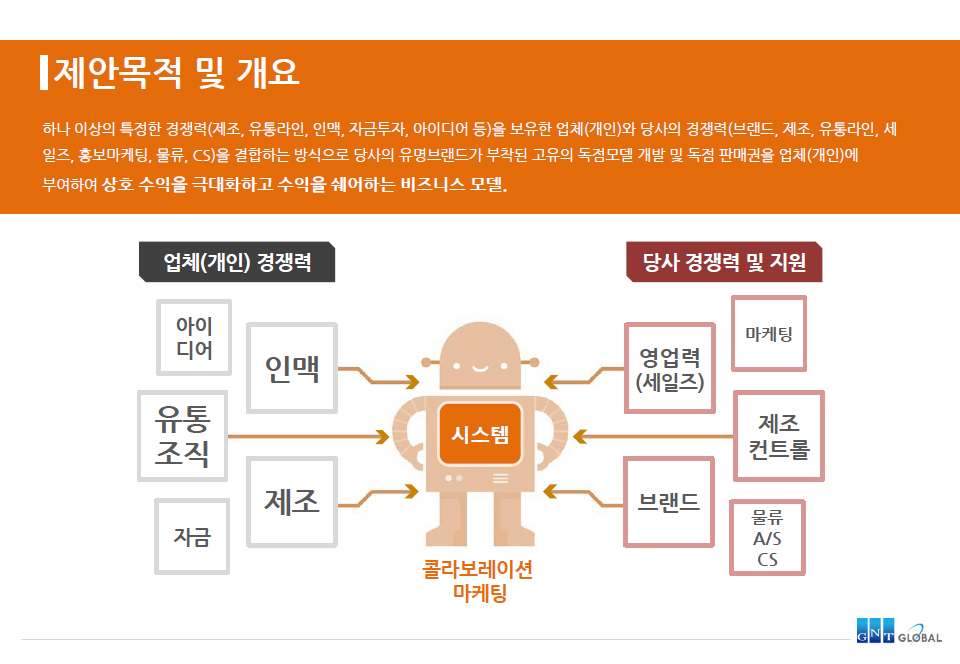 제안목적 및 개요
하나 이상의 특정한 경쟁력(제조, 유통라인, 인맥, 자금투자, 아이디어 등)을 보유한 업체(개인)와 당사의 경쟁력(브랜드, 제조, 유통라인, 세
일즈, 홍보마케팅, 물류, CS)을 결합하는 방식으로 당사의 유명브랜드가 부착된 고유의 독점모델 개발 및 독점 판매권을 업체(개인)에
부여하여 상호 수익을 극대화하고 수익을 쉐어하는 비즈니스 모델.
업체(개인) 경쟁력
아이
디어
인맥
유통
조직
제조
자금
시스템
콜라보레이션
마케팅
당사 경쟁력 및 지원
마케팅
영업력
(세일즈)
제조
컨트롤
브랜드
물류
A/S
CS
GNT GLOBAL